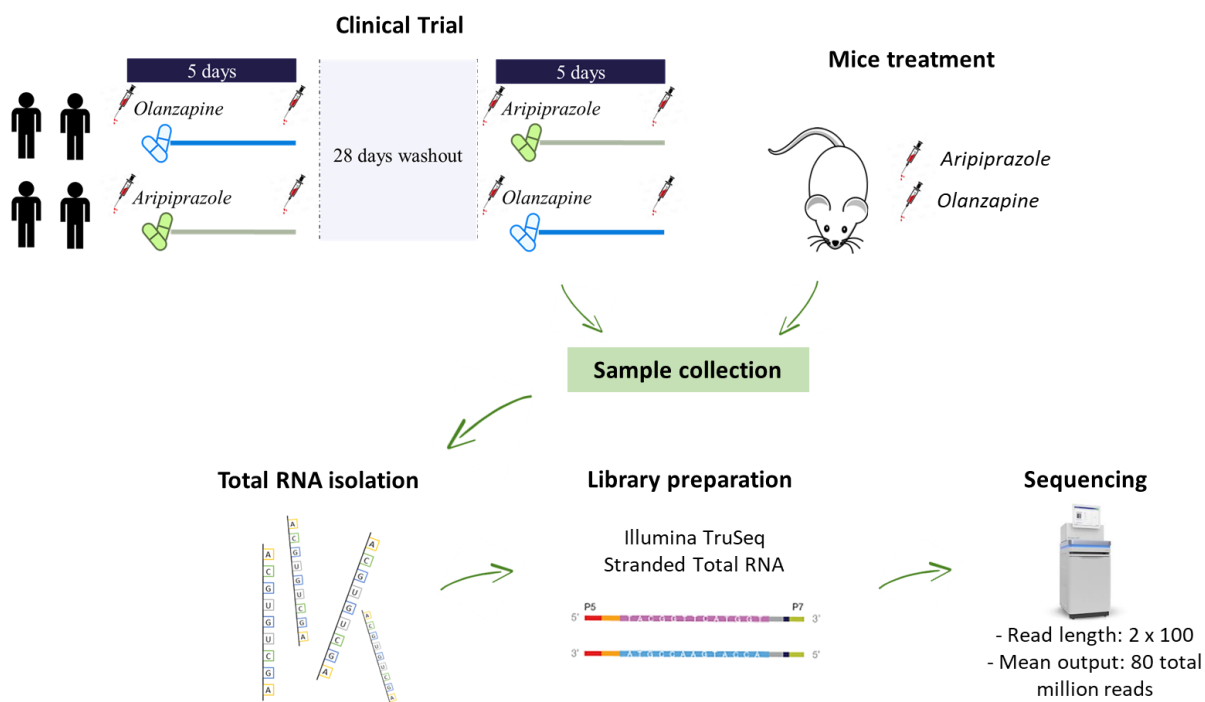 Clinical Trial
5 days
5 days
Mice treatment
Olanzapine
Aripiprazole
28 days washout
Aripiprazole
Olanzapine
Aripiprazole
Olanzapine
Sample collection
Total RNA isolation
A C G U G U C G A
A C G U G U C G A
A C G U G U C G A
A C G U G U C G A
Library preparation
Illumina TruSeq
Stranded Total RNA
P5 P7
5' T A C G G T T C A T G G T 3'
3' A T G C C A A G T A C C A 5'
Sequencing
- Read length: 2 x 100
- Mean output: 80 total
million reads